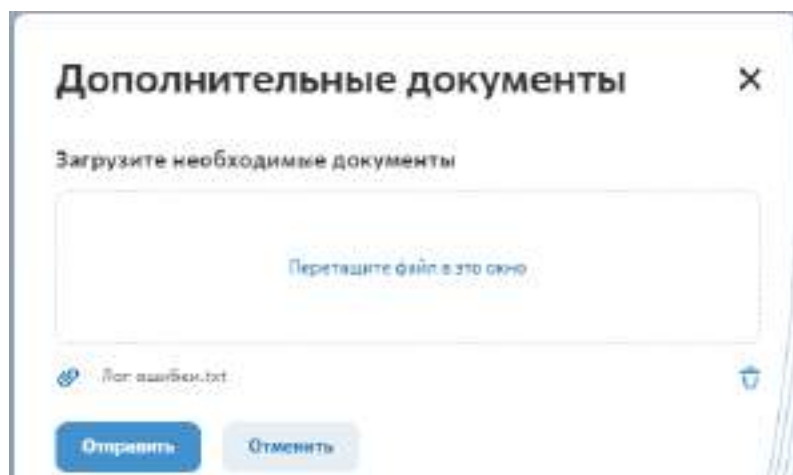 Дополнительные документы
Загрузите необходимые документы
Перетащите файл в это окно
Лог ошибки.txt
Отправить Отменить